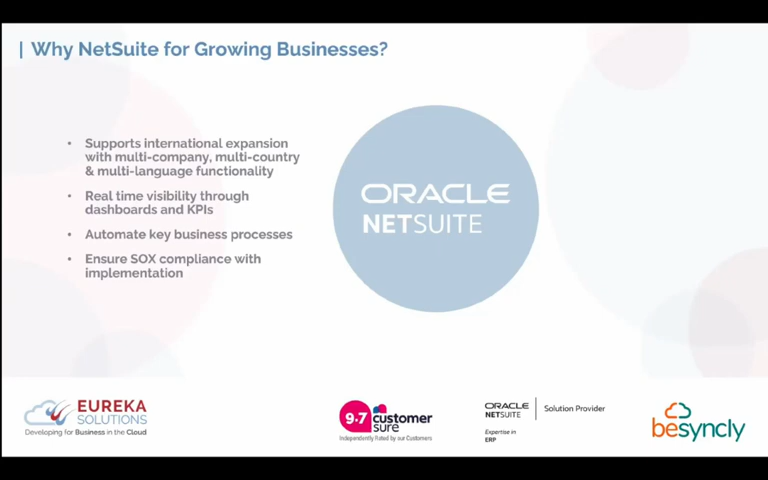 | Why NetSuite for Growing Businesses?
• Supports international expansion
with multi-company, multi-country
& multi-language functionality
• Real time visibility through
dashboards and KPIs
• Automate key business processes
• Ensure SOX compliance with
implementation
ORACLE
NETSUITE
EUREKA
SOLUTIONS
Developing for Business in the Cloud
9.7 customer
sure
Independently Rated by our Customers
ORACLE
NETSUITE
Solution Provider
Expertise in
ERP
besyncly